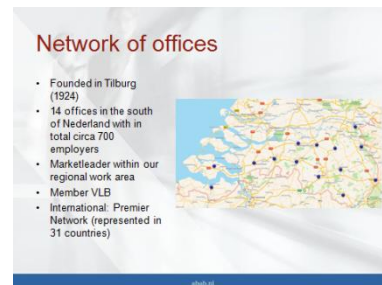 Network of offices
• Founded in Tilburg
(1924)
• 14 offices in the south
of Nederland with in
total circa 700
employers
• Marketleader within our
regional work area
• Member VLB
• International: Premier
Network (represented in
31 countries)